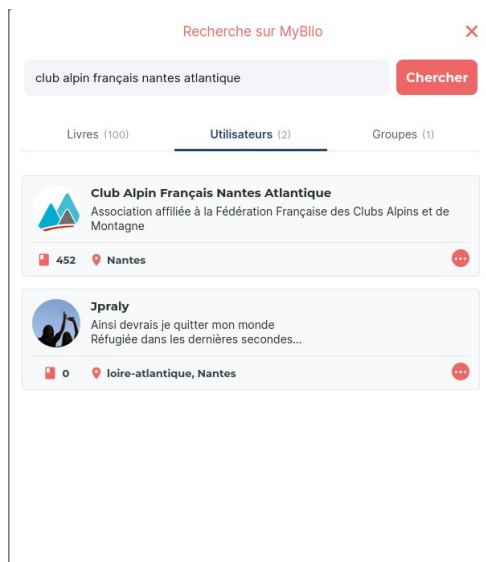 Recherche sur MyBlio
club alpin français nantes atlantique
Chercher
Livres (100)
Utilisateurs (2)
Groupes (1)
Club Alpin Français Nantes Atlantique
Association affiliée à la Fédération Française des Clubs Alpins et de
Montagne
452 Nantes
Jpraly
Ainsi devrais je quitter mon monde
Réfugiée dans les dernières secondes...
0 loire-atlantique, Nantes